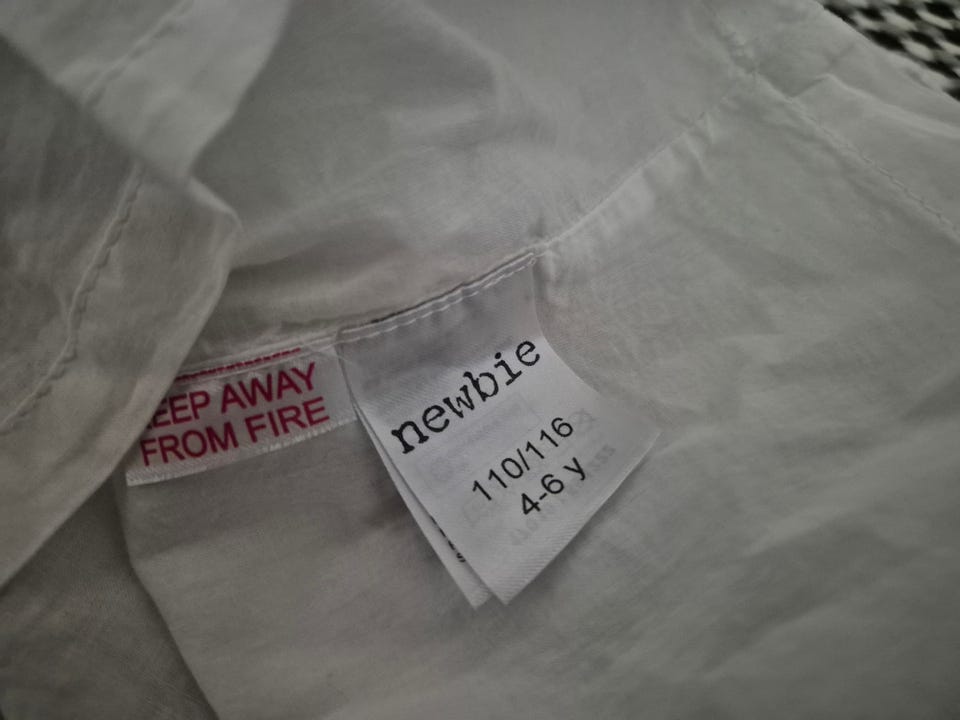 EEP AWAY
FROM FIRE
newbie
110/116
4-6 y